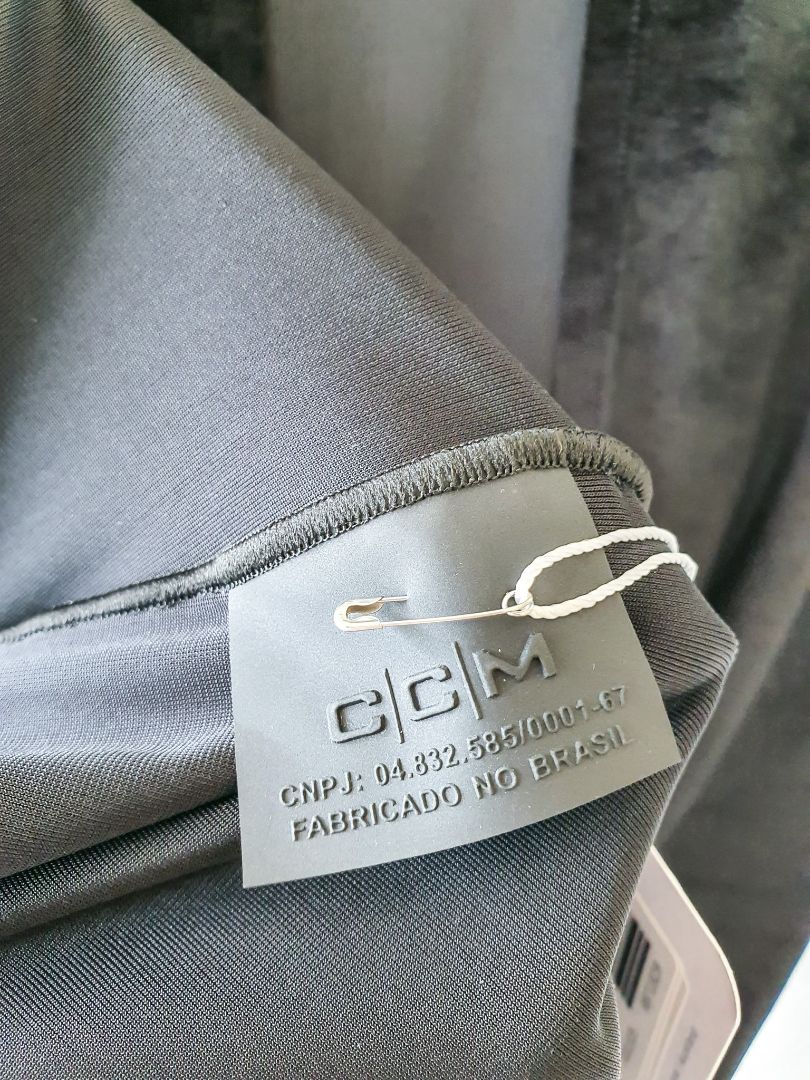 C|C|M
CNPJ: 04.832.585/0001-67
FABRICADO NO BRASIL